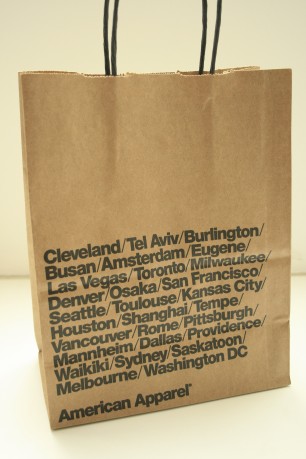 Cleveland/Tel Aviv/Burlington/
Busan/Amsterdam/Eugene/
Las Vegas/Toronto/Milwaukee/
Denver/Osaka/San Francisco/
Seattle/Toulouse/Kansas City/
Houston/Shanghai/Tempe/
Vancouver/Rome/Pittsburgh/
Mannheim/Dallas/Providence/
Waikiki/Sydney/Saskatoon/
Melbourne/Washington DC
American Apparel®